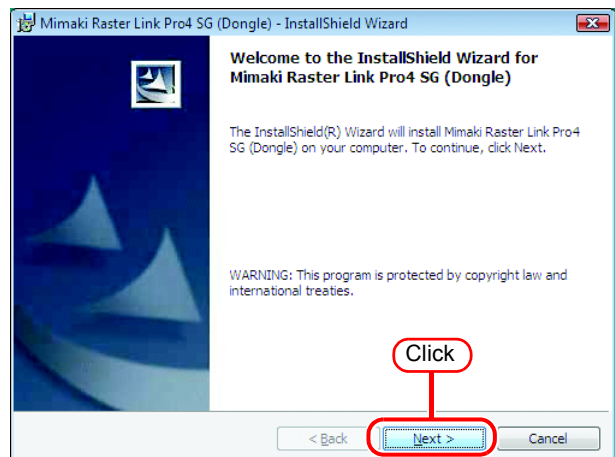 Mimaki Raster Link Pro4 SG (Dongle) - InstallShield Wizard
Welcome to the InstallShield Wizard for
Mimaki Raster Link Pro4 SG (Dongle)
The InstallShield(R) Wizard will install Mimaki Raster Link Pro4
SG (Dongle) on your computer. To continue, click Next.
WARNING: This program is protected by copyright law and
international treaties.
Click
< Back
Next >
Cancel